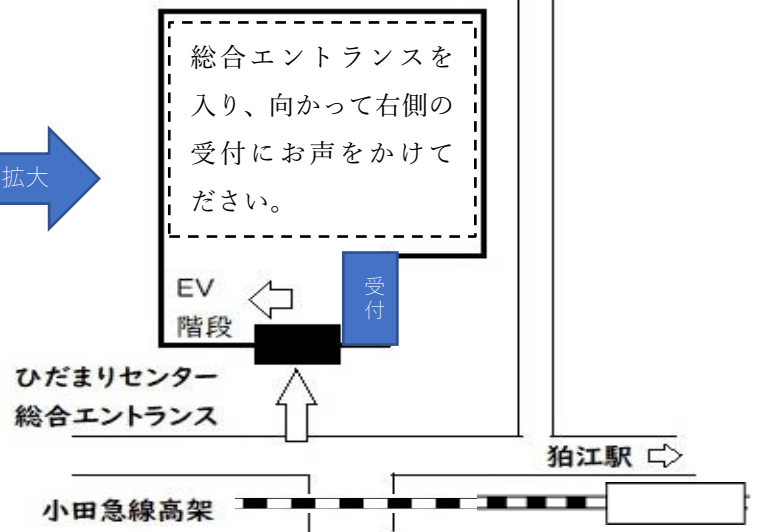 総合エントランスを
入り、向かって右側の
受付にお声をかけて
ださい。
拡大
EV
階段
受付
ひだまりセンター
総合エントランス
狛江駅
小田急線高架